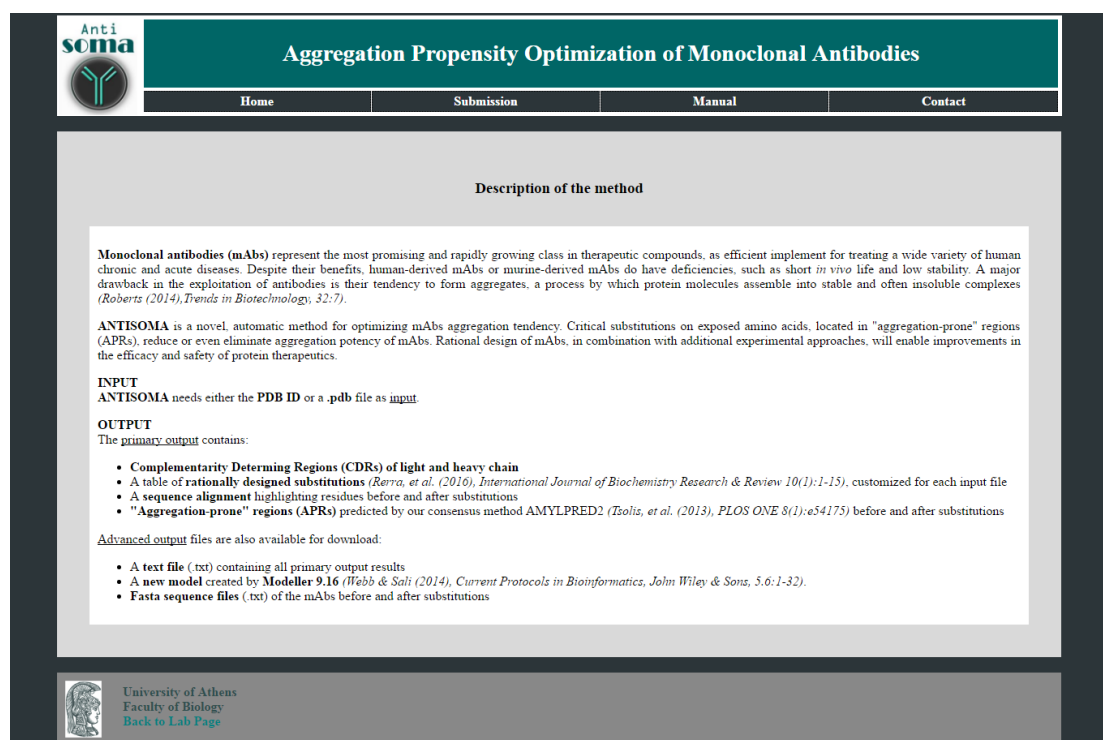 Anti
soma
Aggregation Propensity Optimization of Monoclonal Antibodies
Home
Submission
Manual
Contact
Description of the method
Monoclonal antibodies (mAbs) represent the most promising and rapidly growing class in therapeutic compounds, as efficient implement for treating a wide variety of human
chronic and acute diseases. Despite their benefits, human-derived mAbs or murine-derived mAbs do have deficiencies, such as short in vivo life and low stability. A major
drawback in the exploitation of antibodies is their tendency to form aggregates, a process by which protein molecules assemble into stable and often insoluble complexes
(Roberts (2014),Trends in Biotechnology, 32:7).
ANTISOMA is a novel, automatic method for optimizing mAbs aggregation tendency. Critical substitutions on exposed amino acids, located in "aggregation-prone" regions
(APRs), reduce or even eliminate aggregation potency of mAbs. Rational design of mAbs, in combination with additional experimental approaches, will enable improvements in
the efficacy and safety of protein therapeutics.
INPUT
ANTISOMA needs either the PDB ID or a .pdb file as input.
OUTPUT
The primary output contains:
• Complementarity Determing Regions (CDRs) of light and heavy chain
• A table of rationally designed substitutions (Rerra, et al. (2016), International Journal of Biochemistry Research & Review 10(1):1-15), customized for each input file
• A sequence alignment highlighting residues before and after substitutions
• "Aggregation-prone" regions (APRs) predicted by our consensus method AMYLPRED2 (Tsolis, et al. (2013), PLOS ONE 8(1):e54175) before and after substitutions
Advanced output files are also available for download:
• A text file (.txt) containing all primary output results
• A new model created by Modeller 9.16 (Webb & Sali (2014), Current Protocols in Bioinformatics, John Wiley & Sons, 5.6:1-32).
• Fasta sequence files (.txt) of the mAbs before and after substitutions
University of Athens
Faculty of Biology
Back to Lab Page